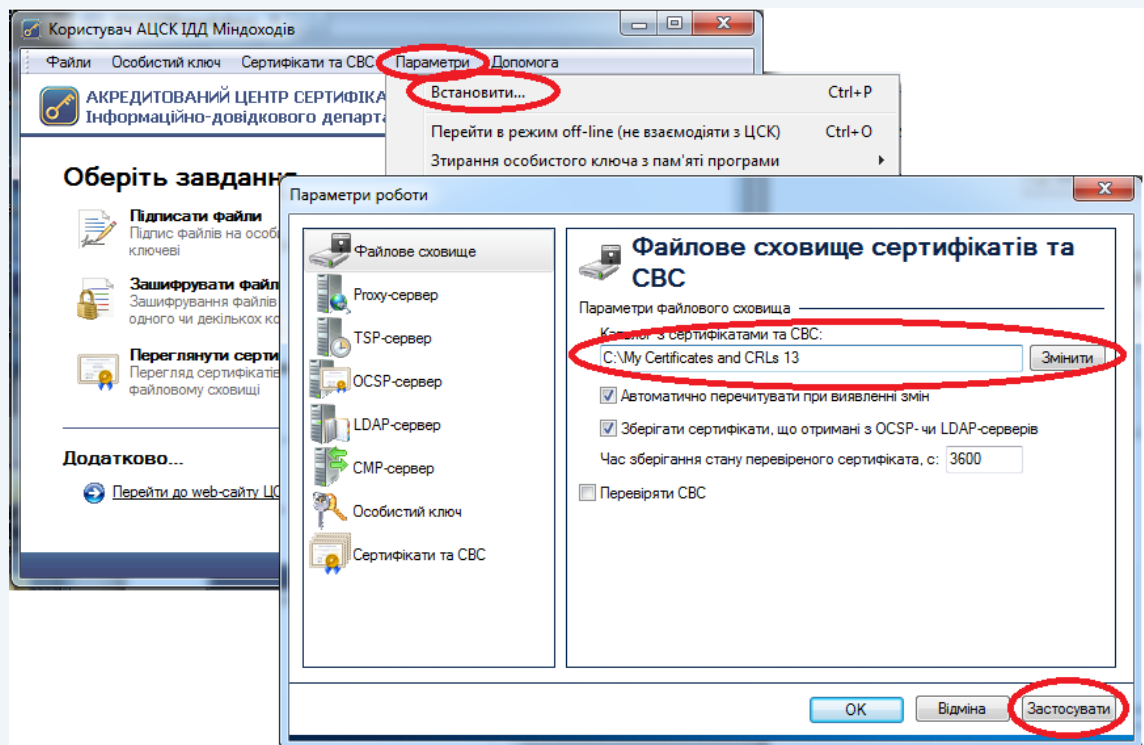 Користувач АЦСК ІДД Міндоходів
Файли Особистий ключ Сертифікати та СВС Параметри Допомога
АКРЕДИТОВАНИЙ ЦЕНТР СЕРТИФІКА
Інформаційно-довідкового департа
Встановити... Ctrl+P
Перейти в режим off-line (не взаємодіяти з ЦСК) Ctrl+O
Зтирання особистого ключа з пам'яті програми
Оберіть завдання
Підписати файли
Підпис файлів на особи
ключеві
Зашифрувати файл
Зашифрування файлів
одного чи декількох ко
Переглянути серти
Перегляд сертифікатів
файловому сховищі
Додатково...
Перейти до web-сайту ЦС
Параметри роботи
Файлове сховище
Proxy-сервер
TSP-сервер
OCSP-сервер
LDAP-сервер
CMP-сервер
Особистий ключ
Сертифікати та СВС
Файлове сховище сертифікатів та
СВС
Параметри файлового сховища
Каталог з сертифікатами та СВС:
C:\My Certificates and CRLs 13 Змінити
Автоматично перечитувати при виявленні змін
Зберігати сертифікати, що отримані з OCSP- чи LDAP-серверів
Час зберігання стану перевіреного сертифіката, с: 3600
Перевіряти СВС
OK Відміна Застосувати